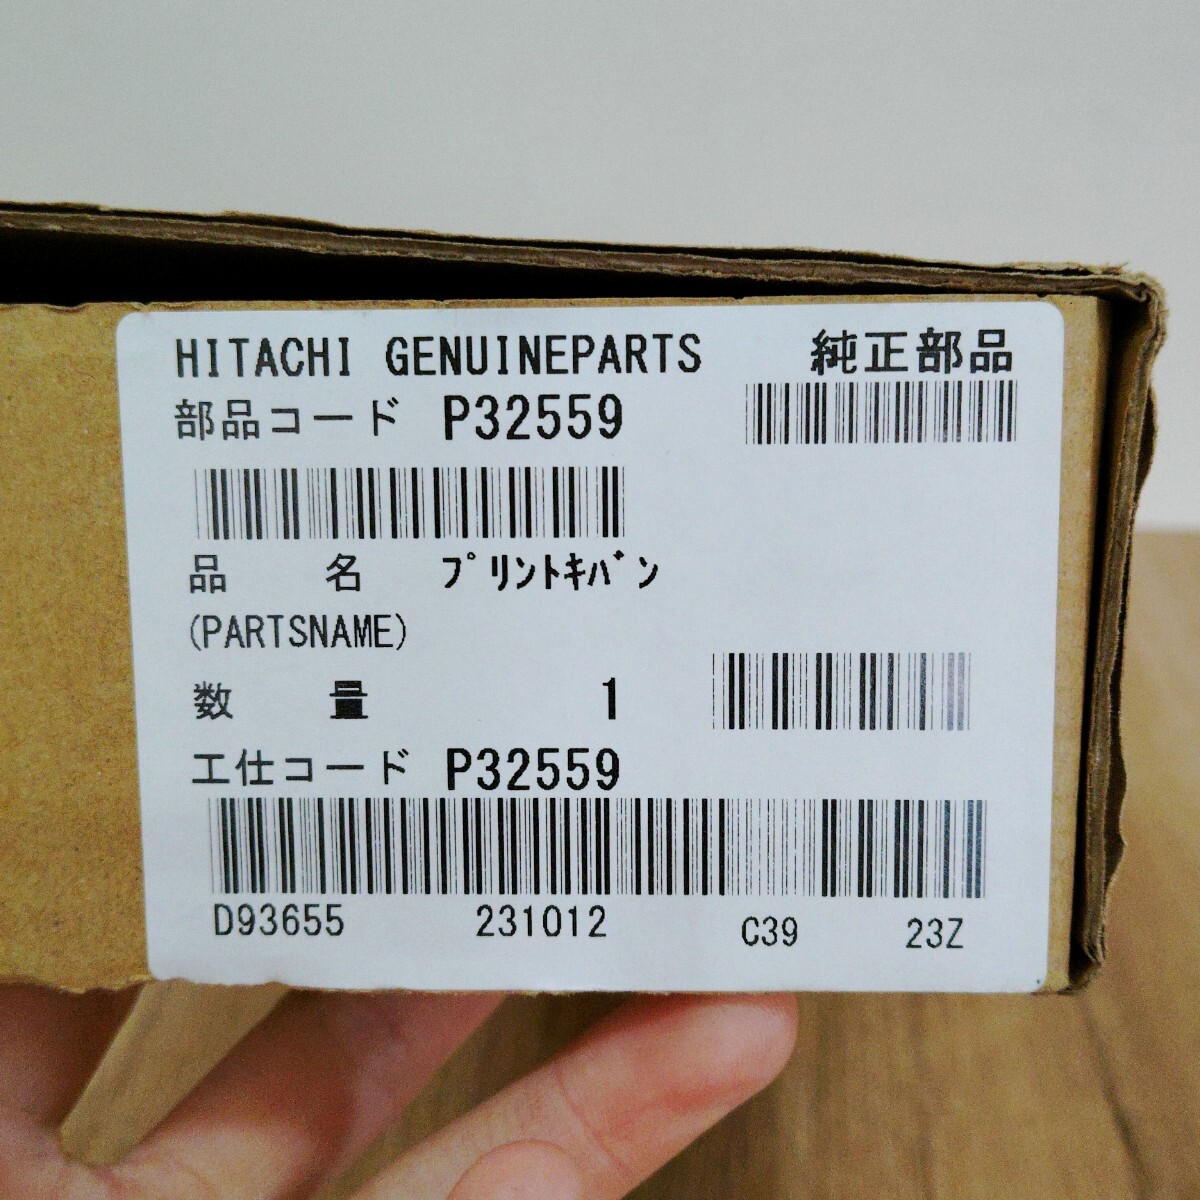 HITACHI GENUINEPARTS 純正部品
部品コード P32559
品 名 ﾌﾟﾘﾝﾄｷﾊﾞﾝ
(PARTSNAME)
数 量 1
工仕コード P32559
D93655 231012 C39 23Z